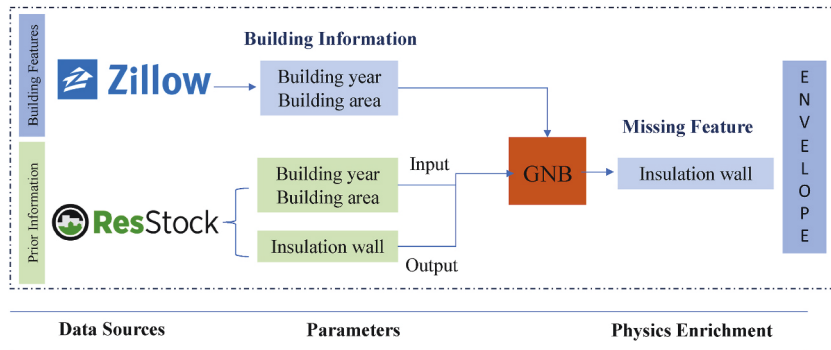 Building Features
Zillow
Building Information
Building year
Building area
Missing Feature
GNB
Insulation wall
ENVELOPE
Prior Information
ResStock
Building year
Building area
Input
Insulation wall
Output
Data Sources
Parameters
Physics Enrichment